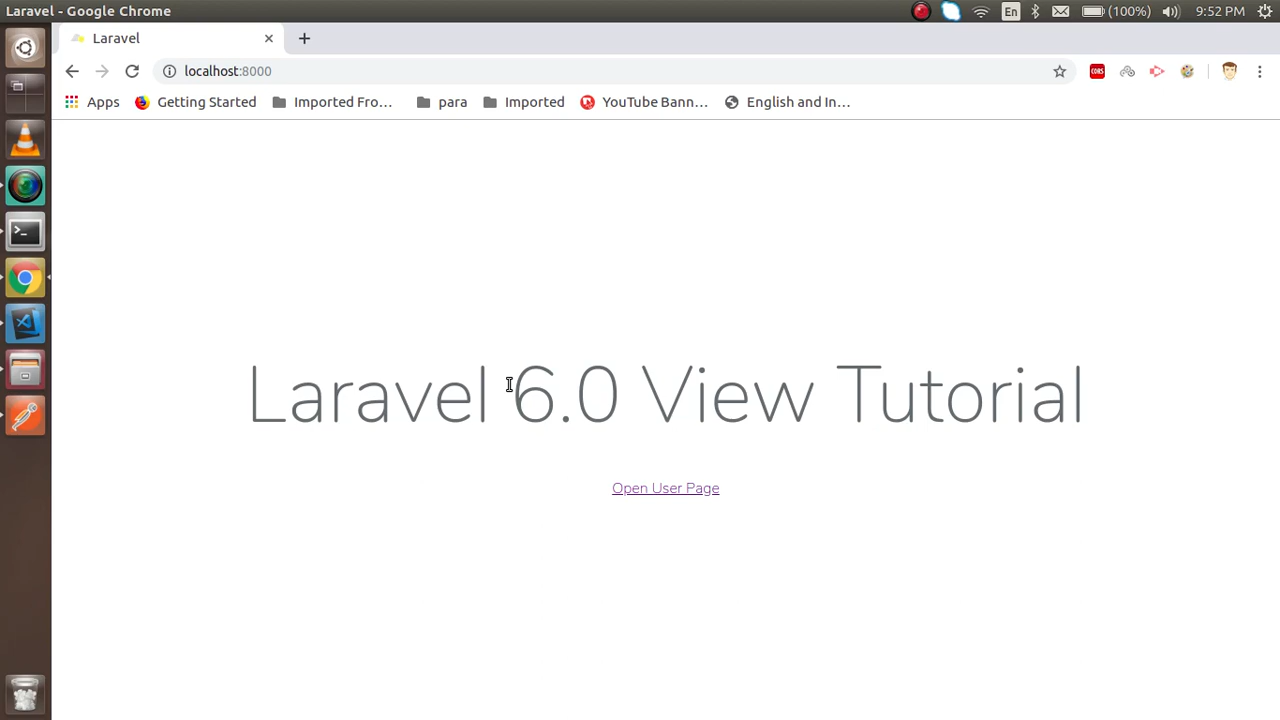 Laravel - Google Chrome
En
(100%)
9:52 PM
Laravel
localhost:8000
CORS
Apps
Getting Started
Imported Fro...
para
Imported
YouTube Bann...
English and In...
Laravel 6.0 View Tutorial
Open User Page